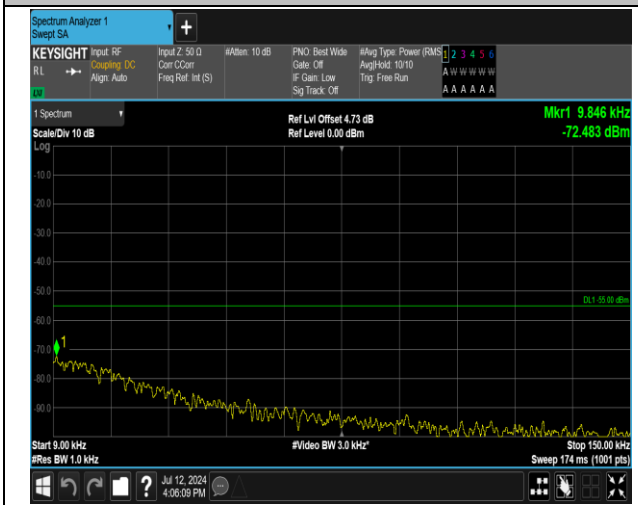 Spectrum Analyzer 1
Swept SA
+
KEYSIGHT Input: RF Input Z: 50 Ω #Atten: 10 dB PNO: Best Wide #Avg Type: Power (RMS 1 2 3 4 5 6
RL Coupling: DC Corr CCorr Gate: Off Avg|Hold: 10/10 A W W W W W
Align: Auto Freq Ref: Int (S) IF Gain: Low Trig: Free Run
Sig Track: Off A A A A A A
1 Spectrum Ref Lvl Offset 4.73 dB Mkr1 9.846 kHz
Scale/Div 10 dB Ref Level 0.00 dBm -72.483 dBm
Log
-10.0
-20.0
-30.0
-40.0
-50.0
DL1 -55.00 dBm
-60.0
1
-70.0
-80.0
-90.0
Start 9.00 kHz #Video BW 3.0 kHz* Stop 150.00 kHz
#Res BW 1.0 kHz Sweep 174 ms (1001 pts)
? Jul 12, 2024
4:06:09 PM